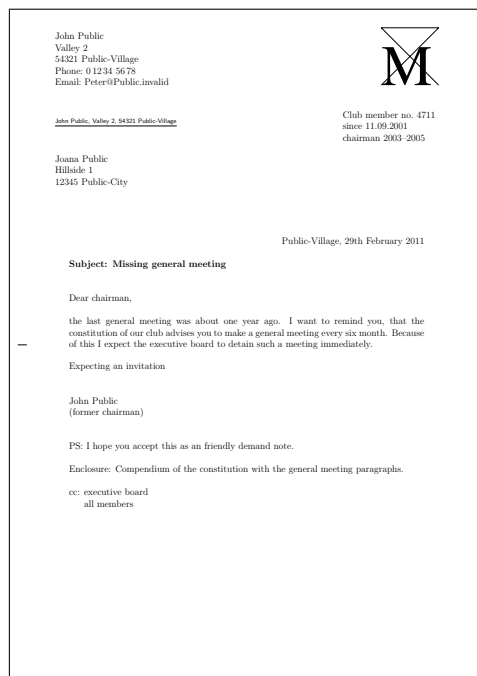 John Public
Valley 2
54321 Public-Village
Phone: 0 12 34 56 78
Email: Peter@Public.invalid
M
John Public, Valley 2, 54321 Public-Village
Club member no. 4711
since 11.09.2001
chairman 2003–2005
Joana Public
Hillside 1
12345 Public-City
Public-Village, 29th February 2011
Subject: Missing general meeting
Dear chairman,
the last general meeting was about one year ago. I want to remind you, that the
constitution of our club advises you to make a general meeting every six month. Because
of this I expect the executive board to detain such a meeting immediately.
Expecting an invitation
John Public
(former chairman)
PS: I hope you accept this as an friendly demand note.
Enclosure: Compendium of the constitution with the general meeting paragraphs.
cc: executive board
all members